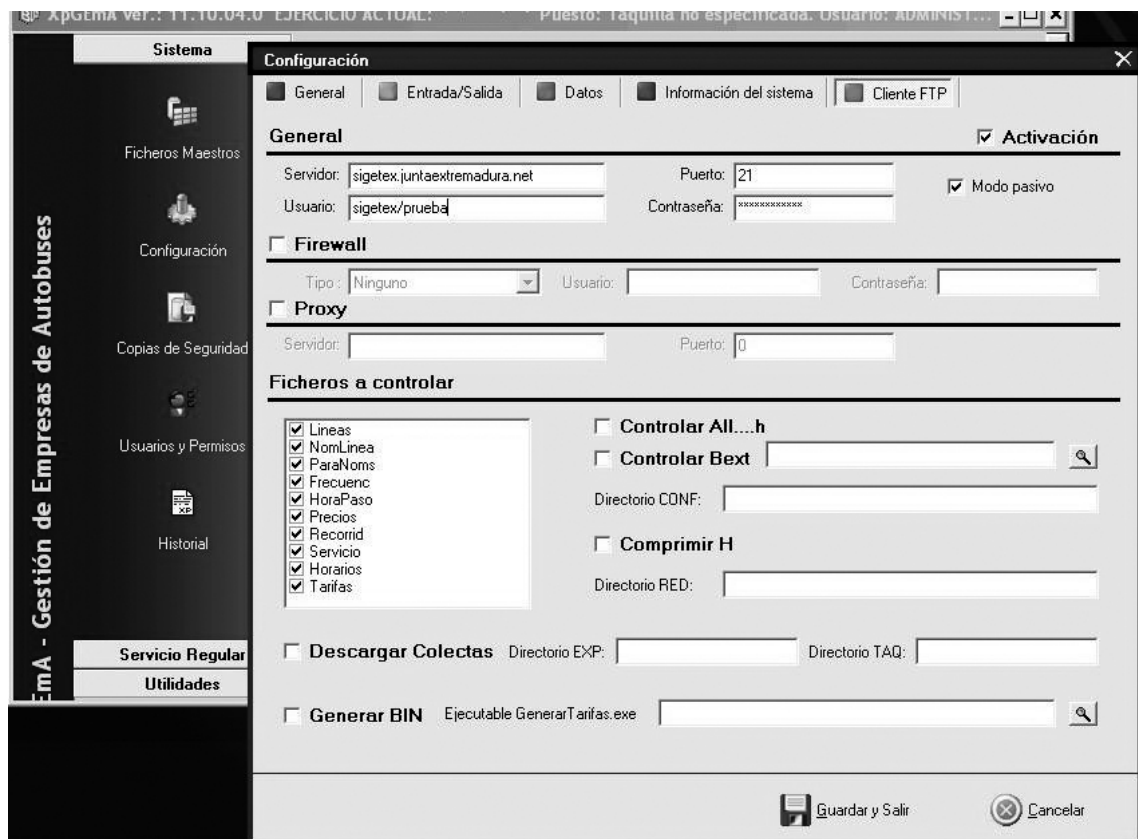 XpGEmA Ver.: 11.10.04.0 EJERCICIO ACTUAL: Puesto: Taquilla no especificada. Usuario: ADMINIST...
Sistema
Ficheros Maestros
Configuración
Copias de Seguridad
Usuarios y Permisos
Historial
Servicio Regular
Utilidades
EmA - Gestión de Empresas de Autobuses
Configuración
General Entrada/Salida Datos Información del sistema Cliente FTP
General Activación
Servidor: sigetex.juntaextremadura.net Puerto: 21 Modo pasivo
Usuario: sigetex/prueba Contraseña: xxxxxxxxxxxx
Firewall
Tipo : Ninguno Usuario: Contraseña:
Proxy
Servidor: Puerto: 0
Ficheros a controlar
Lineas
NomLinea
ParaNoms
Frecuenc
HoraPaso
Precios
Recorrid
Servicio
Horarios
Tarifas
Controlar All....h
Controlar Bext
Directorio CONF:
Comprimir H
Directorio RED:
Descargar Colectas Directorio EXP: Directorio TAQ:
Generar BIN Ejecutable GenerarTarifas.exe
Guardar y Salir Cancelar